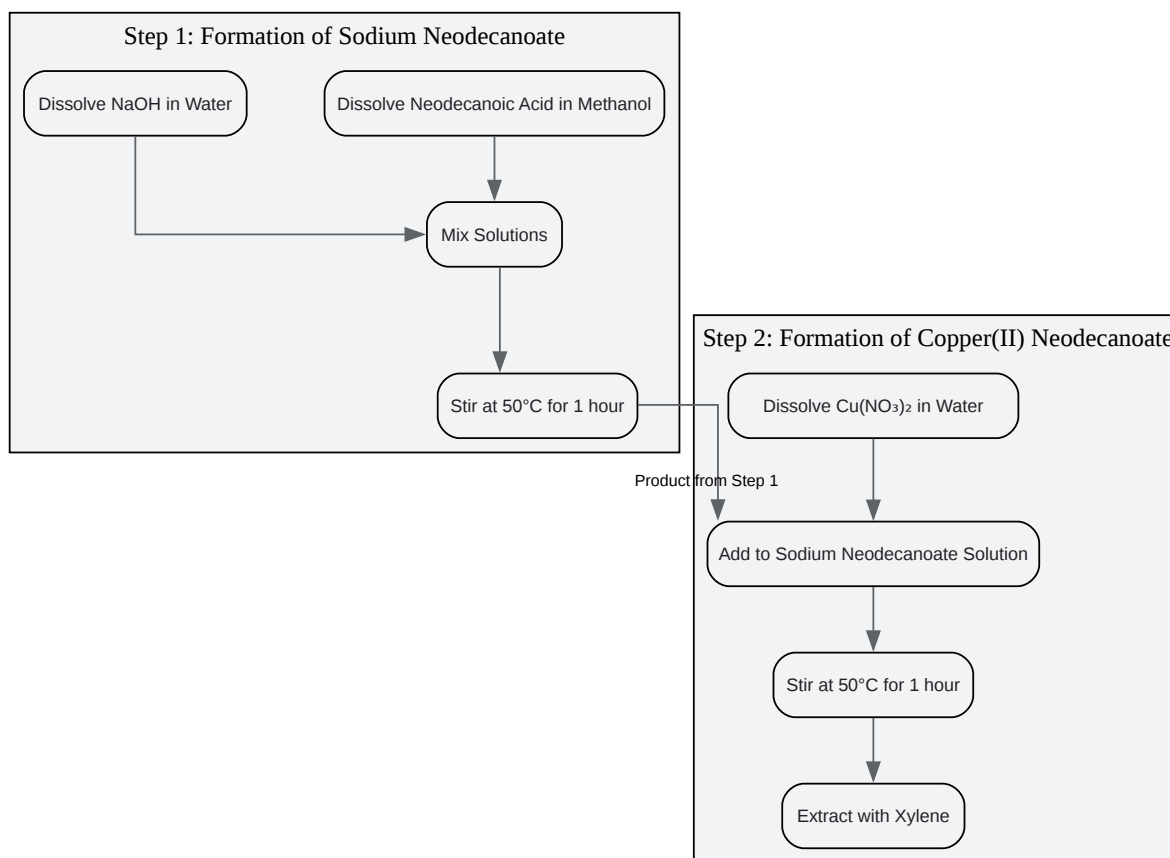 Step 1: Formation of Sodium Neodecanoate
Dissolve NaOH in Water
Dissolve Neodecanoic Acid in Methanol
Mix Solutions
Stir at 50°C for 1 hour
Product from Step 1
Step 2: Formation of Copper(II) Neodecanoate
Dissolve Cu(NO₃)₂ in Water
Add to Sodium Neodecanoate Solution
Stir at 50°C for 1 hour
Extract with Xylene